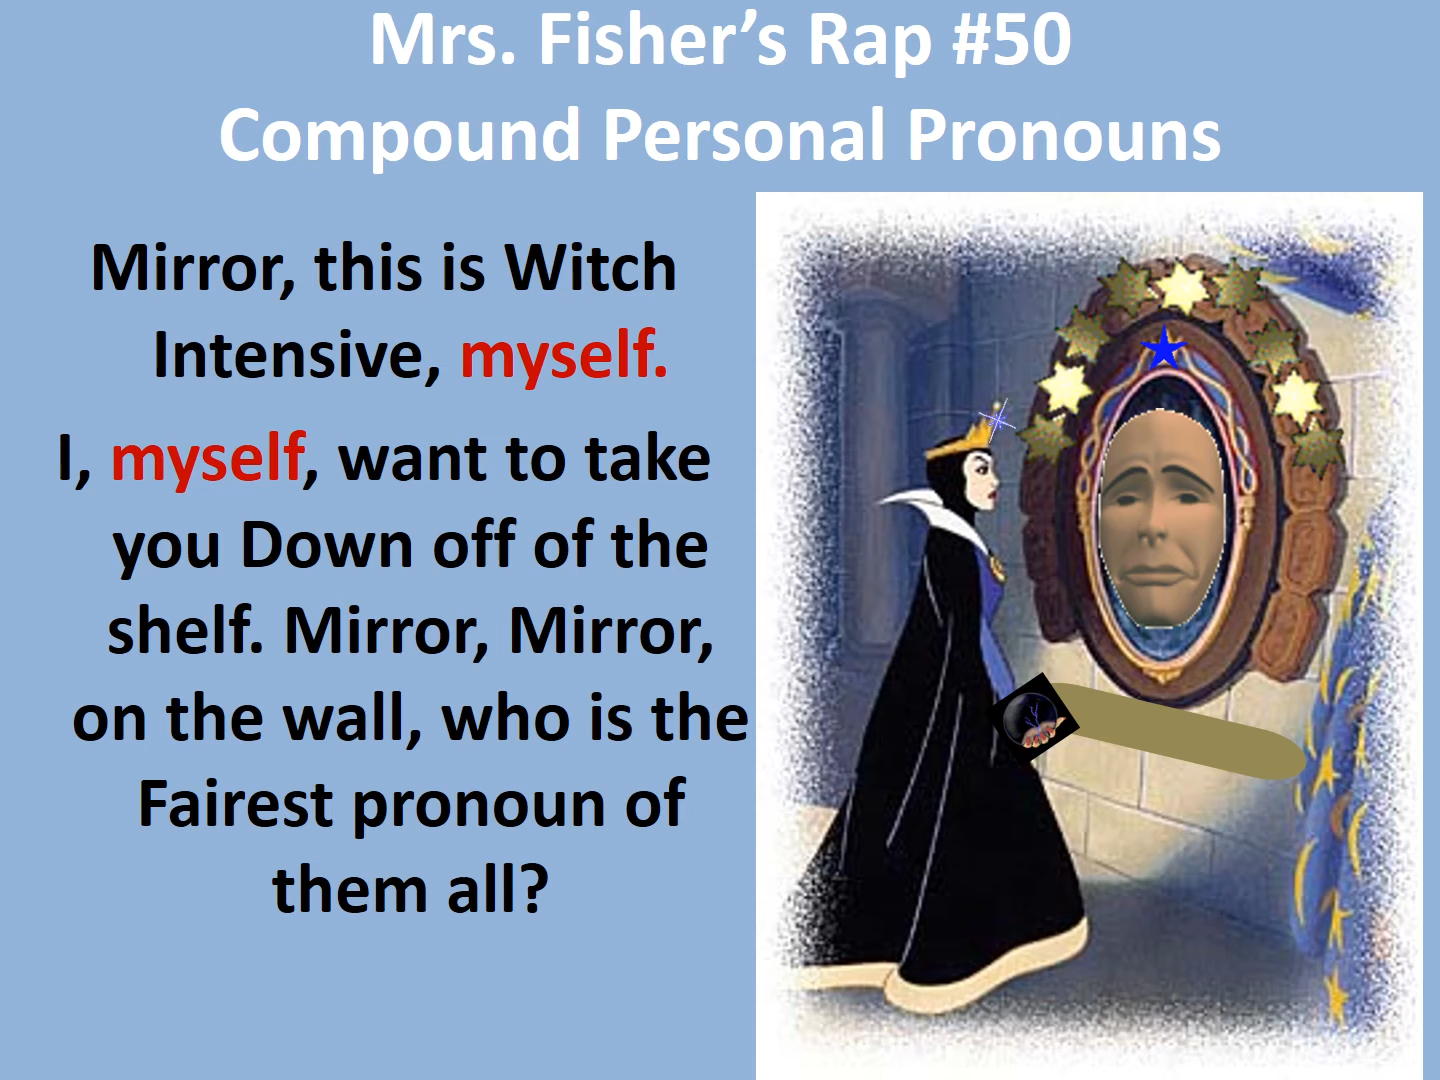 Mrs. Fisher’s Rap #50
Compound Personal Pronouns
Mirror, this is Witch
Intensive, myself.
I, myself, want to take
you Down off of the
shelf. Mirror, Mirror,
on the wall, who is the
Fairest pronoun of
them all?